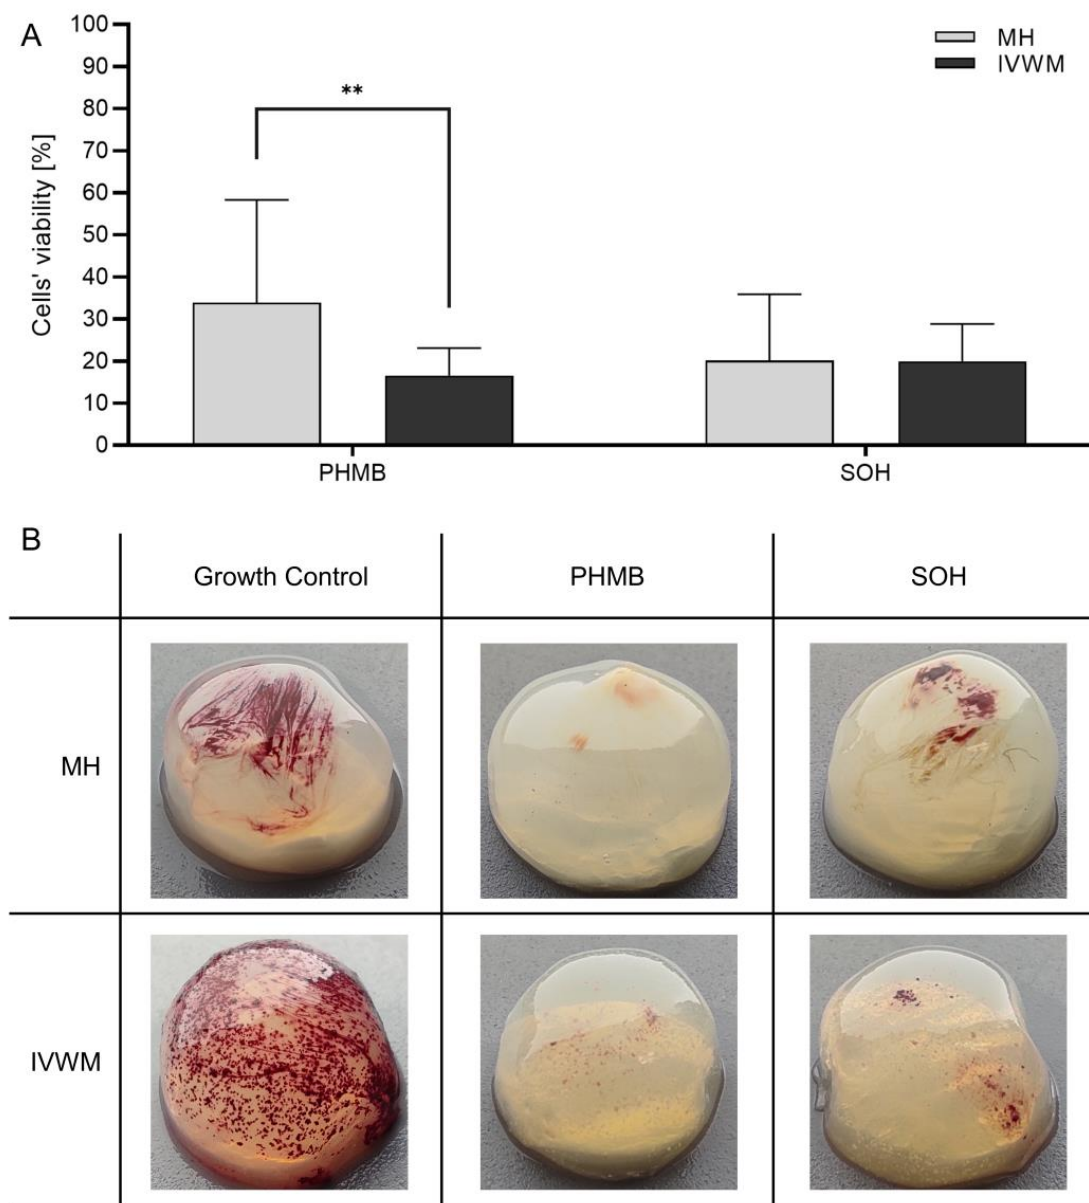 A
100
90
80
70
60
50
40
30
20
10
0
Cells' viability [%]
**
MH
IVWM
PHMB
SOH
B
Growth Control
PHMB
SOH
MH
IVWM